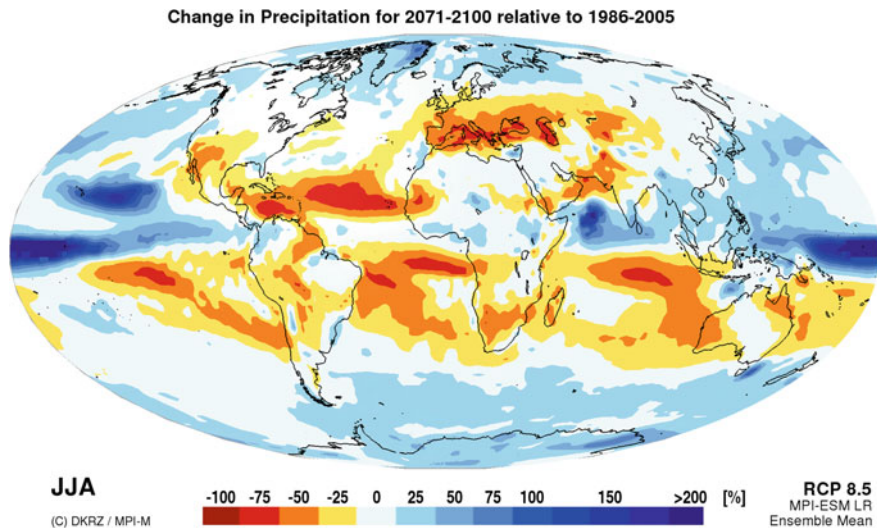 Change in Precipitation for 2071-2100 relative to 1986-2005
JJA
(C) DKRZ / MPI-M
-100 -75 -50 -25 0 25 50 75 100 150 >200 [%]
RCP 8.5
MPI-ESM LR
Ensemble Mean